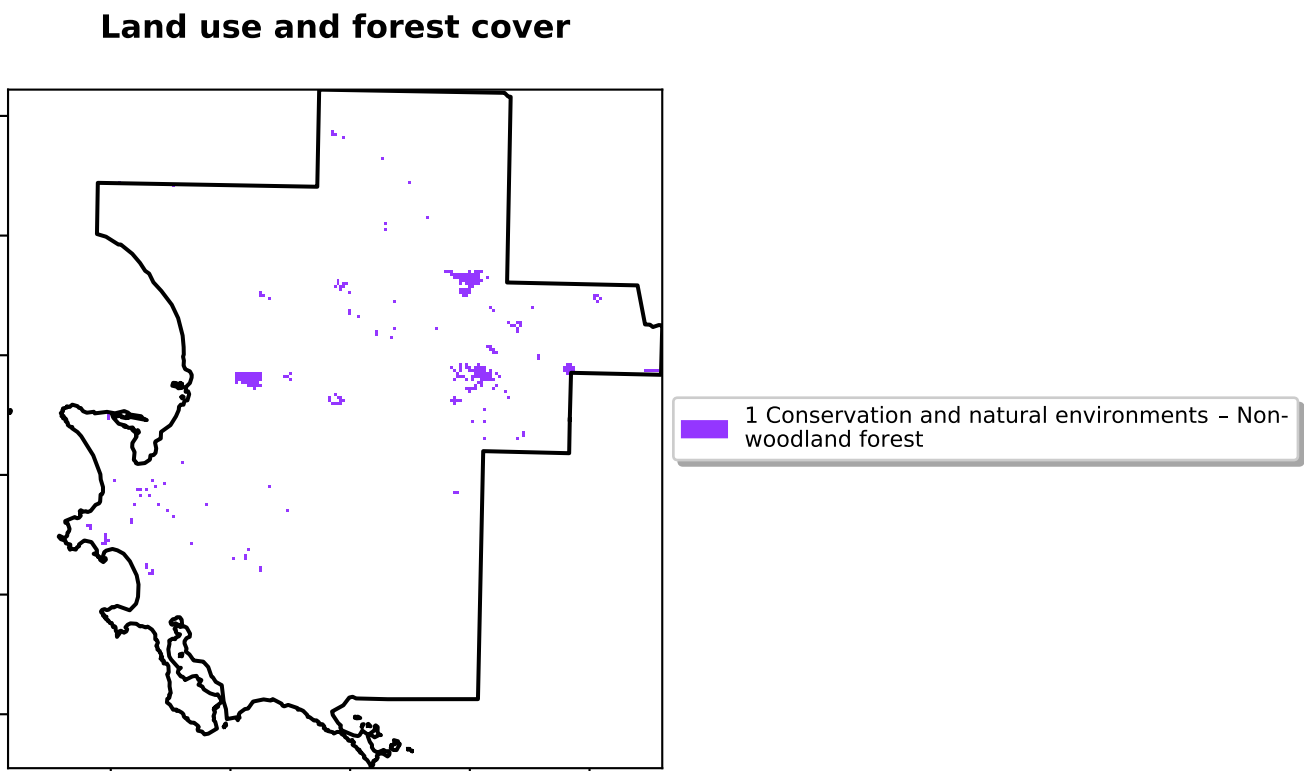 Land use and forest cover
1 Conservation and natural environments – Non-
woodland forest